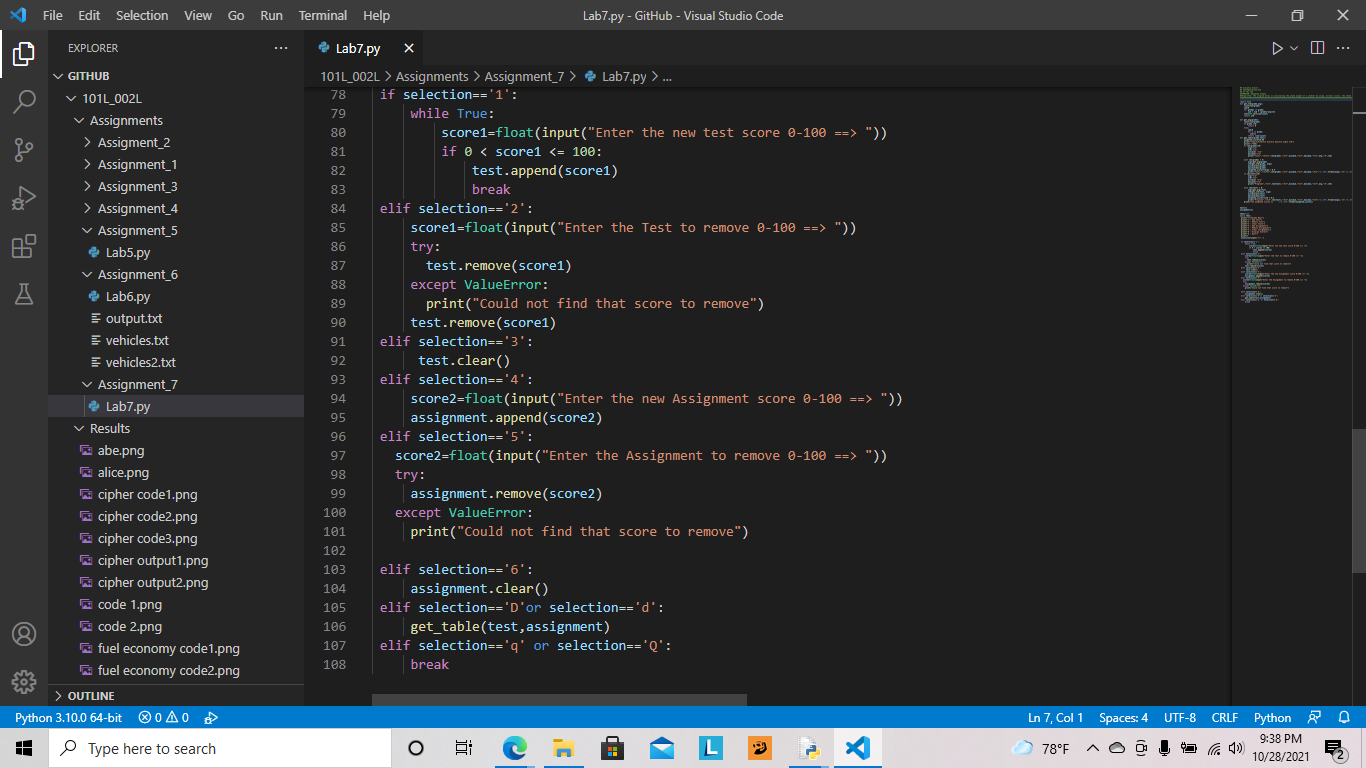 File Edit Selection View Go Run Terminal Help Lab7.py - GitHub - Visual Studio Code
EXPLORER
GITHUB
101L_002L
Assignments
Assigment_2
Assignment_1
Assignment_3
Assignment_4
Assignment_5
Lab5.py
Assignment_6
Lab6.py
output.txt
vehicles.txt
vehicles2.txt
Assignment_7
Lab7.py
Results
abe.png
alice.png
cipher code1.png
cipher code2.png
cipher code3.png
cipher output1.png
cipher output2.png
code 1.png
code 2.png
fuel economy code1.png
fuel economy code2.png
OUTLINE
Lab7.py
101L_002L > Assignments > Assignment_7 > Lab7.py > ...
78 if selection=='1':
79 while True:
80 score1=float(input("Enter the new test score 0-100 ==> "))
81 if 0 < score1 <= 100:
82 test.append(score1)
83 break
84 elif selection=='2':
85 score1=float(input("Enter the Test to remove 0-100 ==> "))
86 try:
87 test.remove(score1)
88 except ValueError:
89 print("Could not find that score to remove")
90 test.remove(score1)
91 elif selection=='3':
92 test.clear()
93 elif selection=='4':
94 score2=float(input("Enter the new Assignment score 0-100 ==> "))
95 assignment.append(score2)
96 elif selection=='5':
97 score2=float(input("Enter the Assignment to remove 0-100 ==> "))
98 try:
99 assignment.remove(score2)
100 except ValueError:
101 print("Could not find that score to remove")
102
103 elif selection=='6':
104 assignment.clear()
105 elif selection=='D'or selection=='d':
106 get_table(test,assignment)
107 elif selection=='q' or selection=='Q':
108 break
Python 3.10.0 64-bit 0 0 Ln 7, Col 1 Spaces: 4 UTF-8 CRLF Python
Type here to search 78°F 9:38 PM
10/28/2021 2